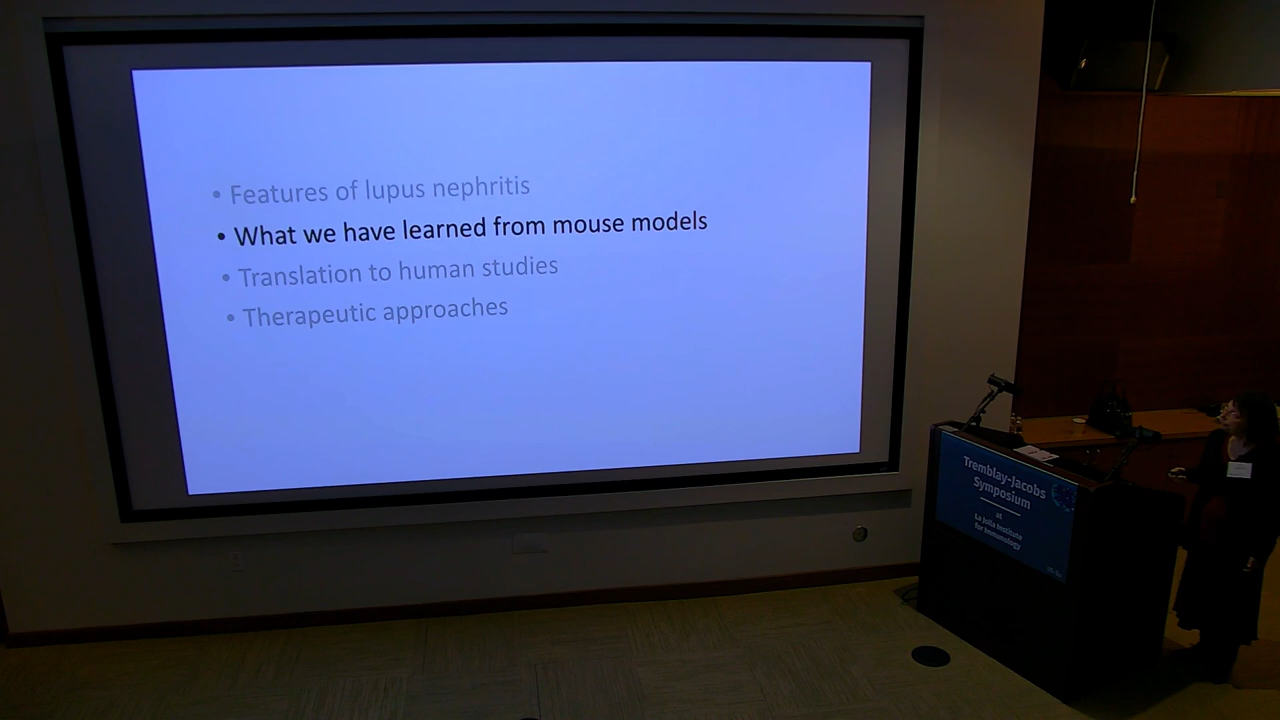 • Features of lupus nephritis
• What we have learned from mouse models
• Translation to human studies
• Therapeutic approaches
Tremblay-Jacobs
Symposium
at
La Jolla Institute
for Immunology